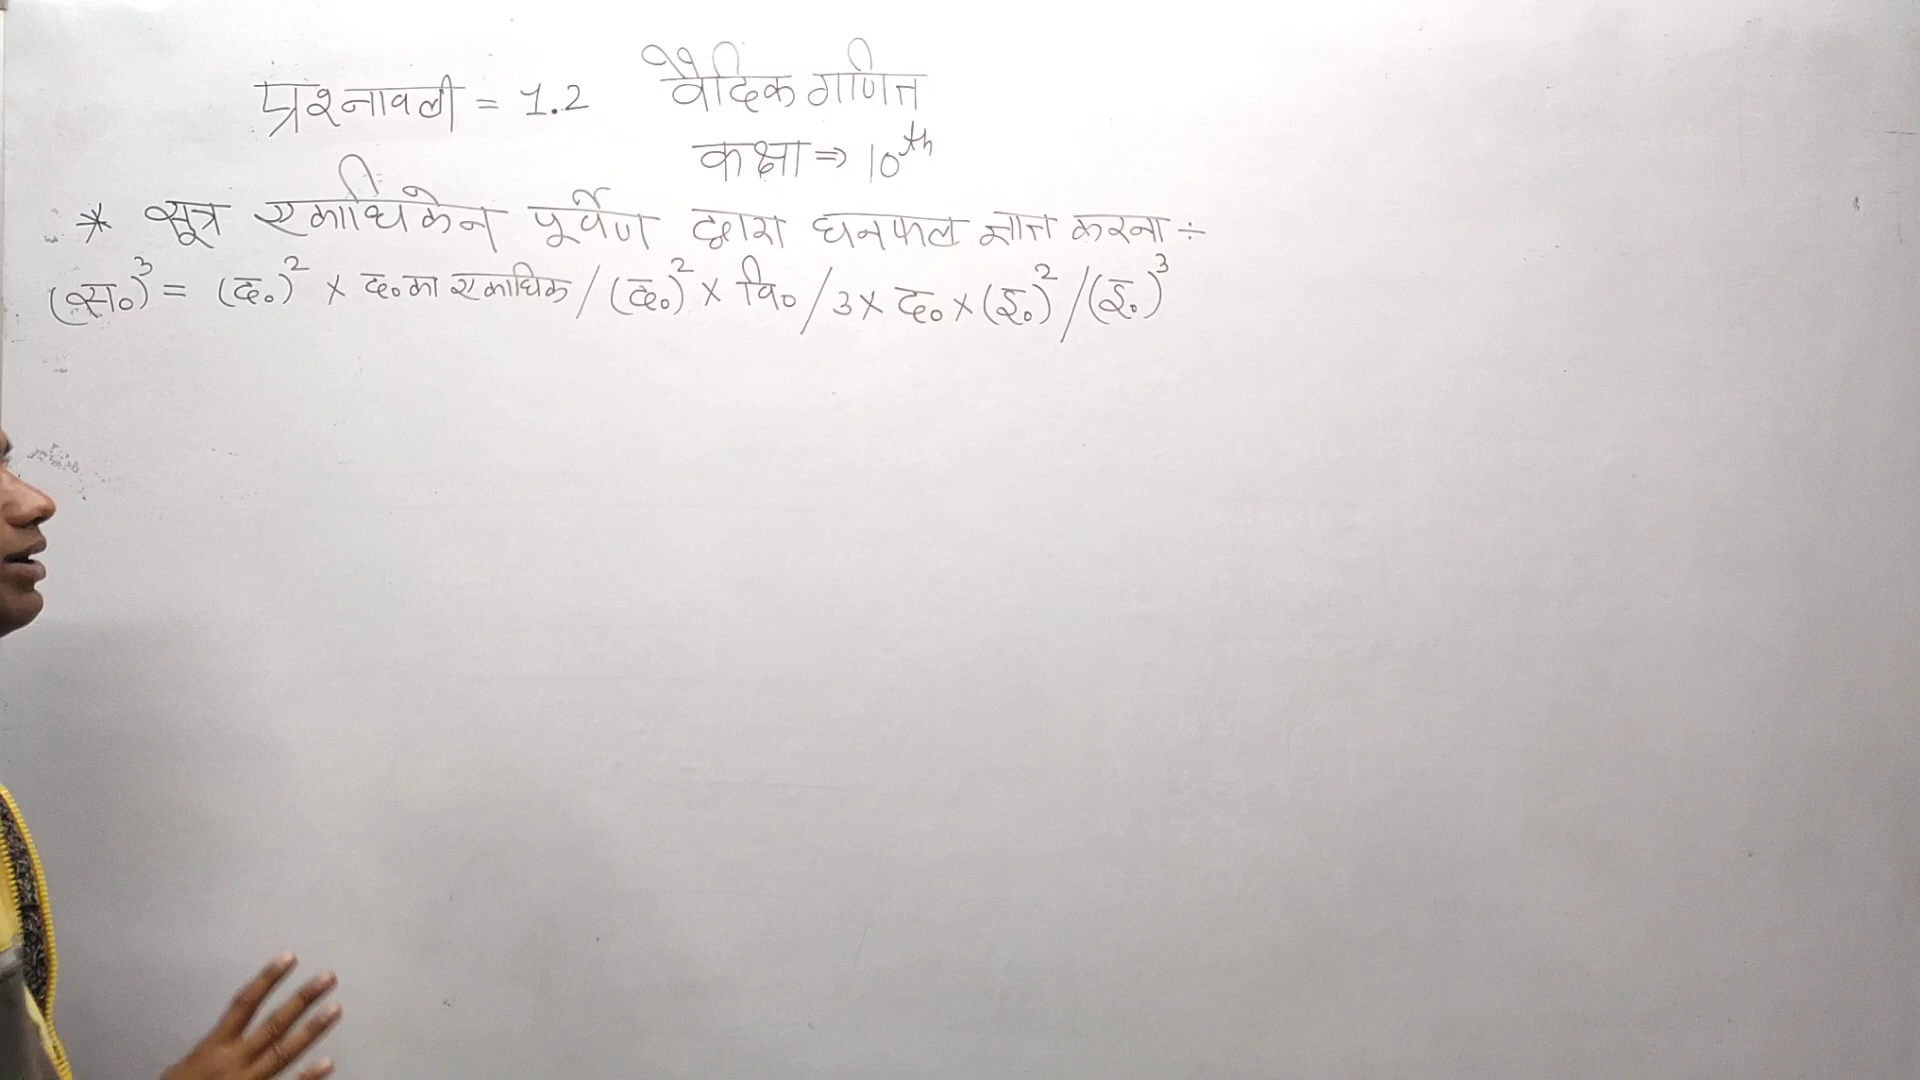 प्रश्नावली = 1.2 वैदिक गणित
कक्षा ⇒ 10th
* सूत्र एकाधिकेन पूर्वेण द्वारा घनफल ज्ञात करना ÷
(सं०)³ = (द०)² × द० का एकाधिक / (द०)² × वि० / 3 × द० × (इ०)² / (इ०)³